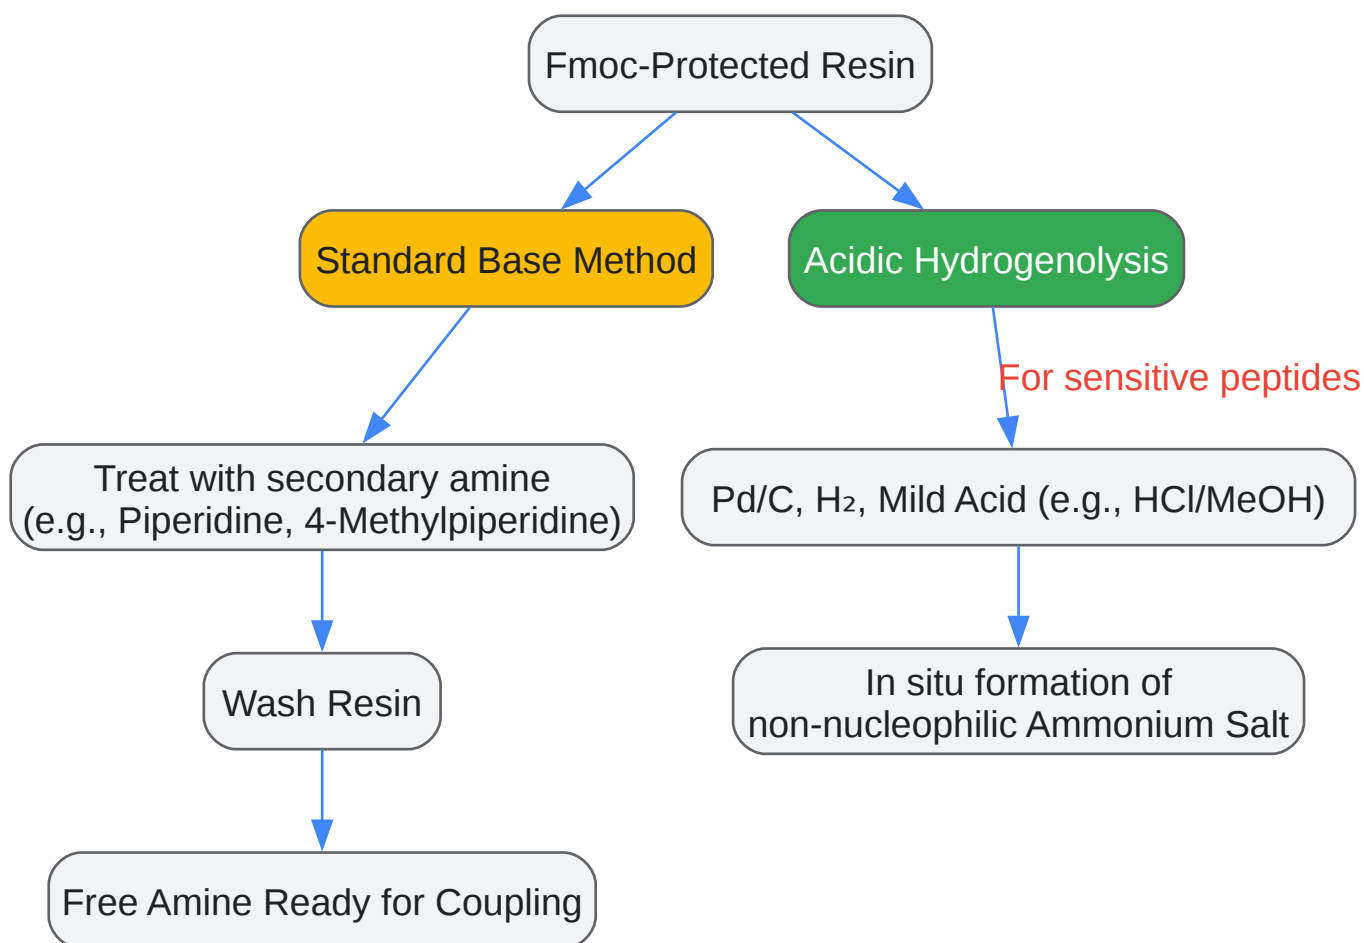 Fmoc-Protected Resin
Standard Base Method
Acidic Hydrogenolysis
For sensitive peptides
Treat with secondary amine
(e.g., Piperidine, 4-Methylpiperidine)
Pd/C, H₂, Mild Acid (e.g., HCl/MeOH)
Wash Resin
In situ formation of
non-nucleophilic Ammonium Salt
Free Amine Ready for Coupling